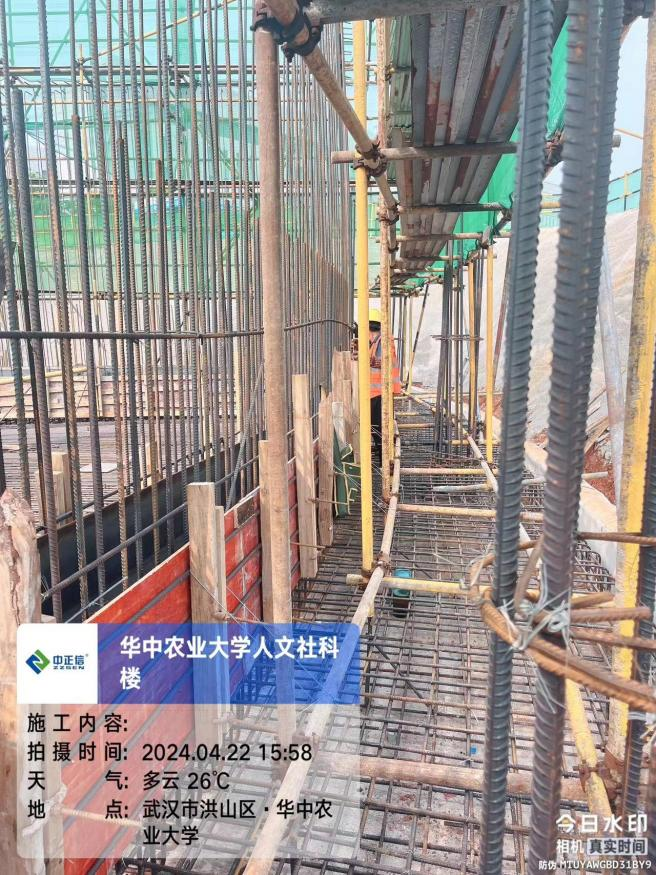 中正信
ZZSEN
华中农业大学人文社科
楼
施工内容:
拍摄时间: 2024.04.22 15:58
天 气: 多云 26℃
地 点: 武汉市洪山区·华中农
业大学
今日水印
相机 真实时间
防伪 MTUYAWGBD31BY9